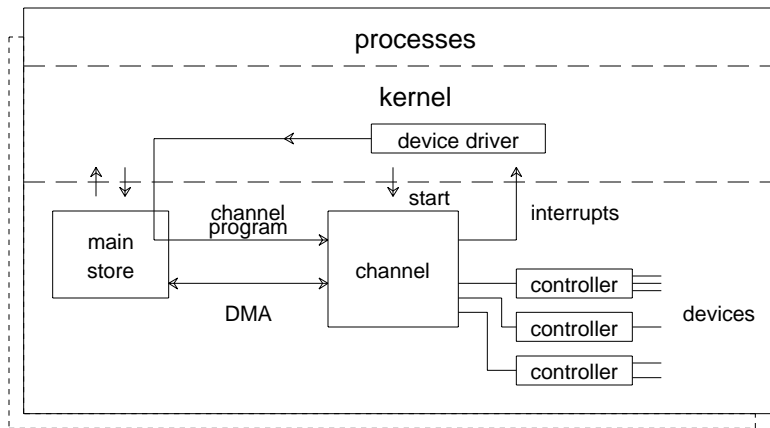 processes
kernel
device driver
start
channel
program
interrupts
main
store
channel
controller
DMA
controller
devices
controller